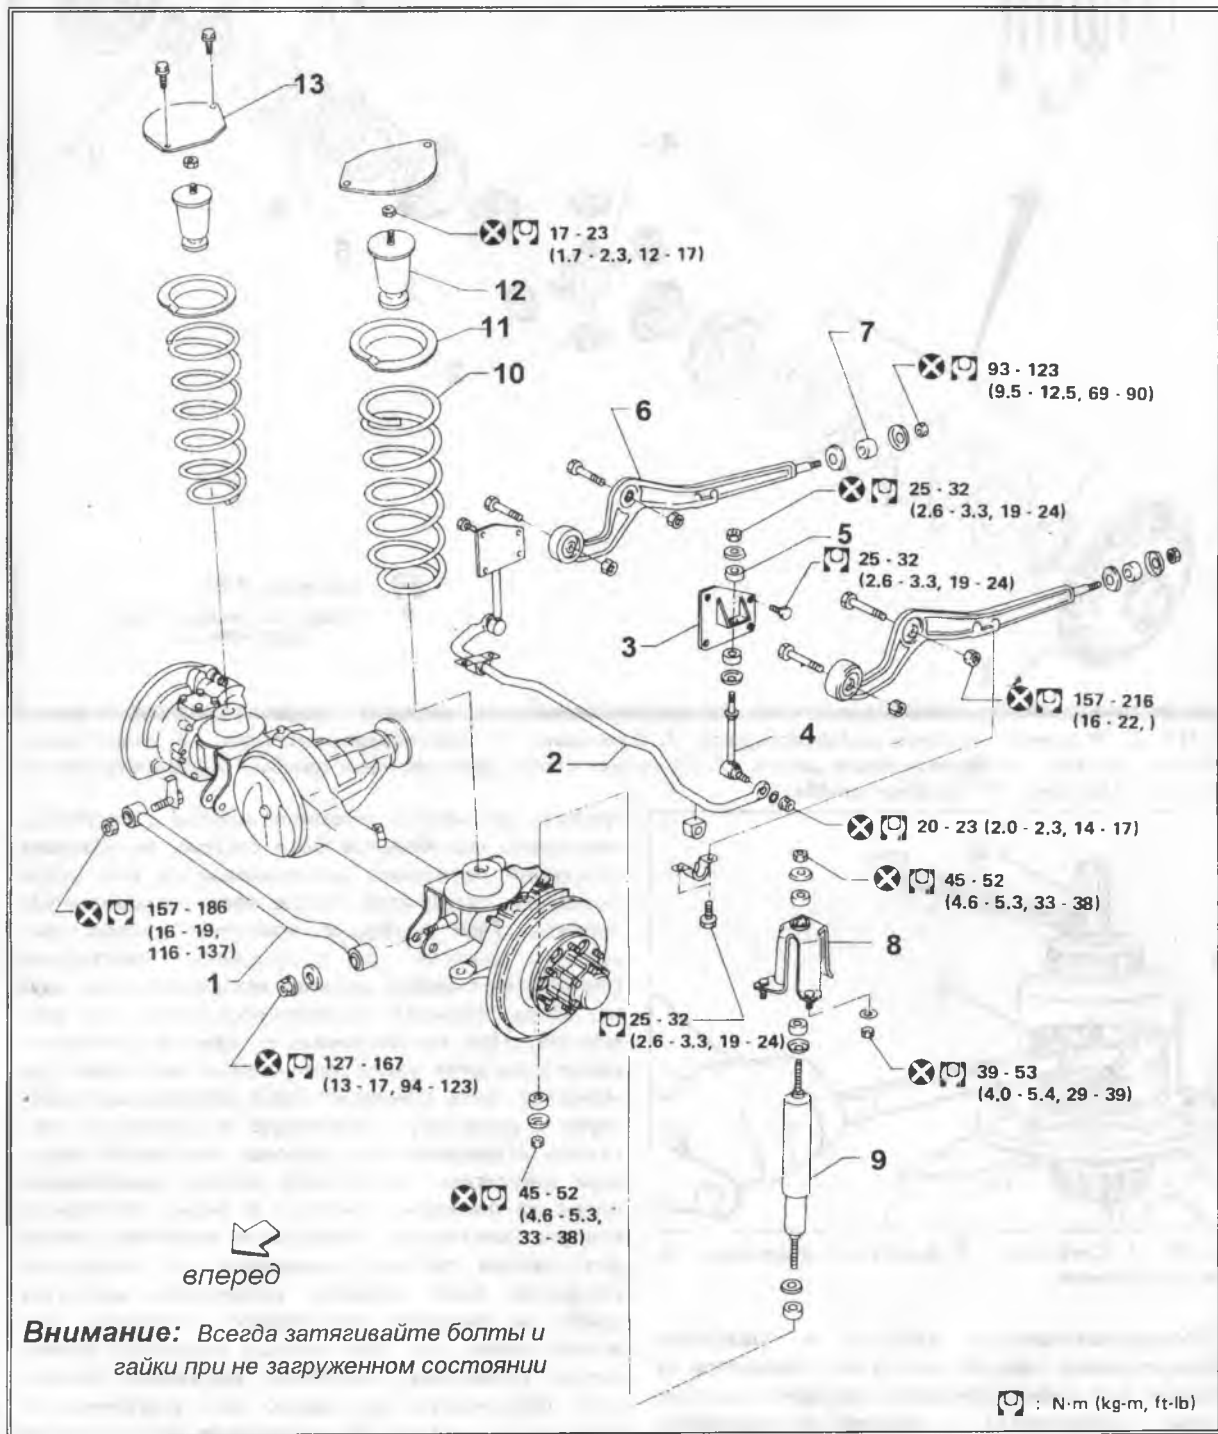 13
17 - 23
(1.7 - 2.3, 12 - 17)
12
11
10
7
93 - 123
(9.5 - 12.5, 69 - 90)
6
25 - 32
(2.6 - 3.3, 19 - 24)
5
25 - 32
(2.6 - 3.3, 19 - 24)
3
157 - 216
(16 - 22, )
4
2
20 - 23 (2.0 - 2.3, 14 - 17)
45 - 52
(4.6 - 5.3, 33 - 38)
157 - 186
(16 - 19,
116 - 137)
8
1
25 - 32
(2.6 - 3.3, 19 - 24)
127 - 167
(13 - 17, 94 - 123)
39 - 53
(4.0 - 5.4, 29 - 39)
9
45 - 52
(4.6 - 5.3,
33 - 38)
вперед
Внимание: Всегда затягивайте болты и
гайки при не загруженном состоянии
: N·m (kg-m, ft-lb)